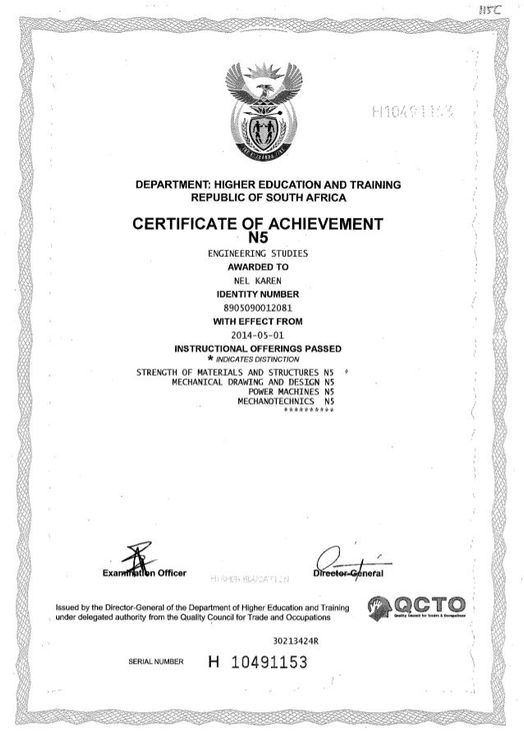 N5C
H10491153
DEPARTMENT: HIGHER EDUCATION AND TRAINING
REPUBLIC OF SOUTH AFRICA
CERTIFICATE OF ACHIEVEMENT
N5
ENGINEERING STUDIES
AWARDED TO
NEL KAREN
IDENTITY NUMBER
8905090012081
WITH EFFECT FROM
2014-05-01
INSTRUCTIONAL OFFERINGS PASSED
* INDICATES DISTINCTION
STRENGTH OF MATERIALS AND STRUCTURES N5 *
MECHANICAL DRAWING AND DESIGN N5
POWER MACHINES N5
MECHANOTECHNICS N5
**********
Examination Officer
HIGHER EDUCATION
Director-General
Issued by the Director-General of the Department of Higher Education and Training
under delegated authority from the Quality Council for Trade and Occupations
QCTO
Quality Council for Trades & Occupations
30213424R
SERIAL NUMBER H 10491153